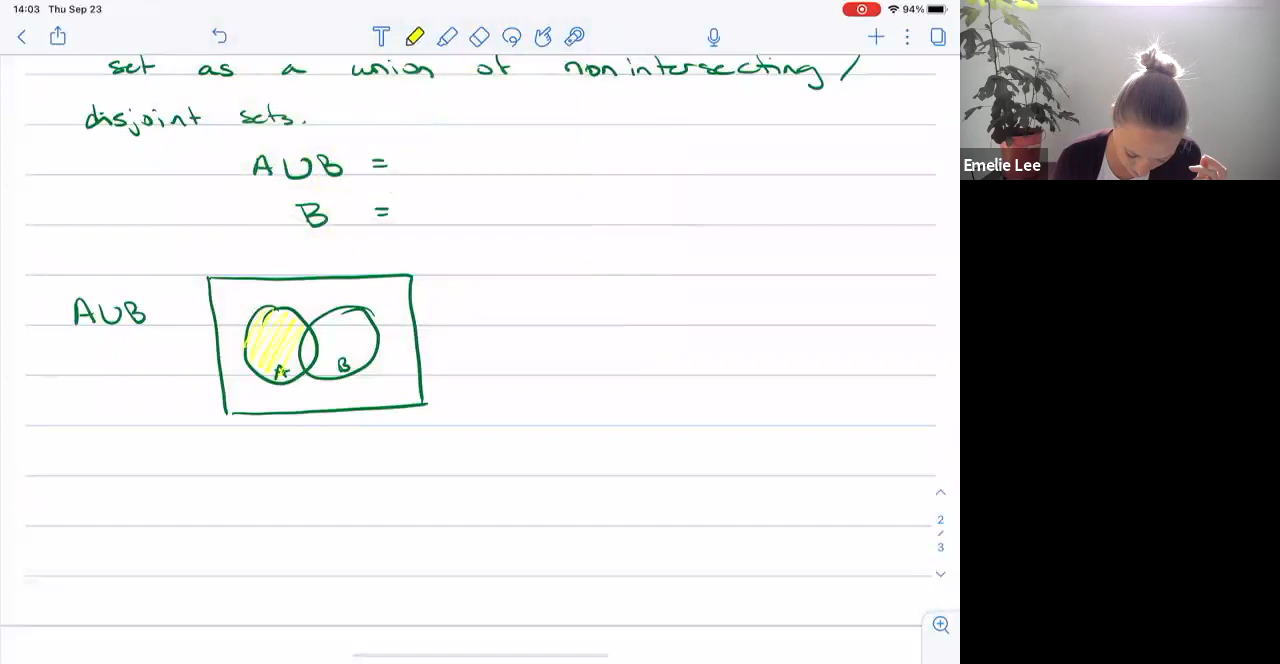 14:03 Thu Sep 23
94%
set as a union of nonintersecting/
disjoint sets.
A∪B =
B =
A∪B
A B
2
/
3
Emelie Lee
T